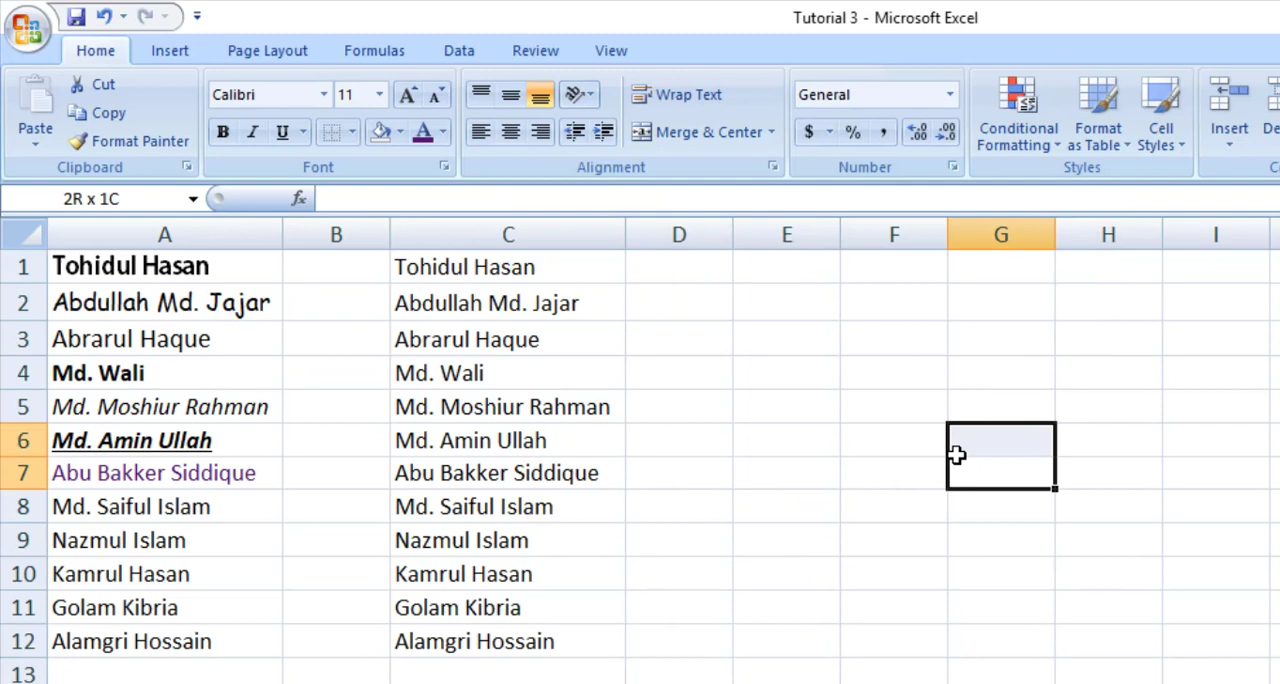 Tutorial 3 - Microsoft Excel
Home Insert Page Layout Formulas Data Review View
Paste Cut Copy Format Painter
Calibri 11 General
B I U Wrap Text Merge & Center $ % ,
Conditional Formatting Format as Table Cell Styles Insert
Clipboard Font Alignment Number Styles
2R x 1C fx
A B C D E F G H I
1 Tohidul Hasan Tohidul Hasan
2 Abdullah Md. Jajar Abdullah Md. Jajar
3 Abrarul Haque Abrarul Haque
4 Md. Wali Md. Wali
5 Md. Moshiur Rahman Md. Moshiur Rahman
6 Md. Amin Ullah Md. Amin Ullah
7 Abu Bakker Siddique Abu Bakker Siddique
8 Md. Saiful Islam Md. Saiful Islam
9 Nazmul Islam Nazmul Islam
10 Kamrul Hasan Kamrul Hasan
11 Golam Kibria Golam Kibria
12 Alamgri Hossain Alamgri Hossain
13